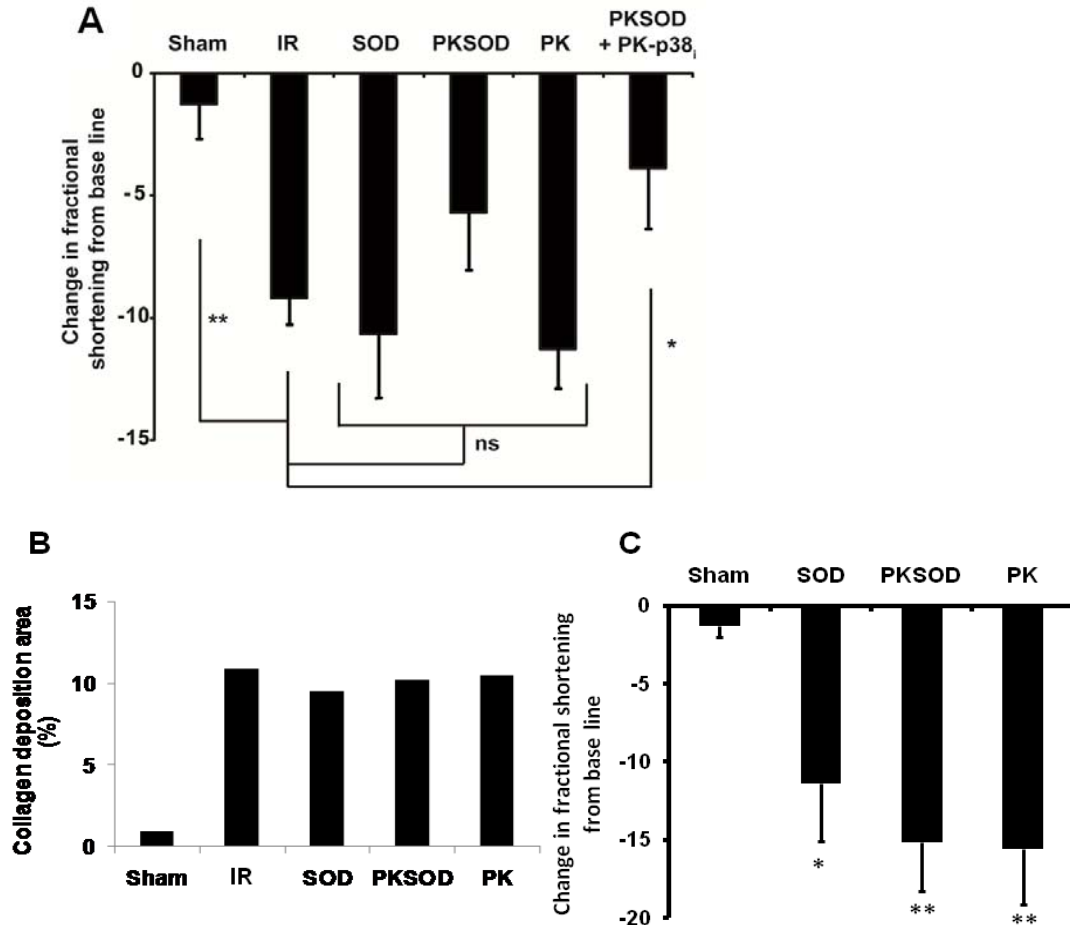 A
Sham IR SOD PKSOD PK PKSOD
+ PK-p38i
0
-5
-10
-15
Change in fractional
shortening from base line
**
*
ns
B
15
10
5
0
Collagen deposition area
(%)
Sham IR SOD PKSOD PK
C
Sham SOD PKSOD PK
0
-5
-10
-15
-20
Change in fractional shortening
from base line
*
**
**